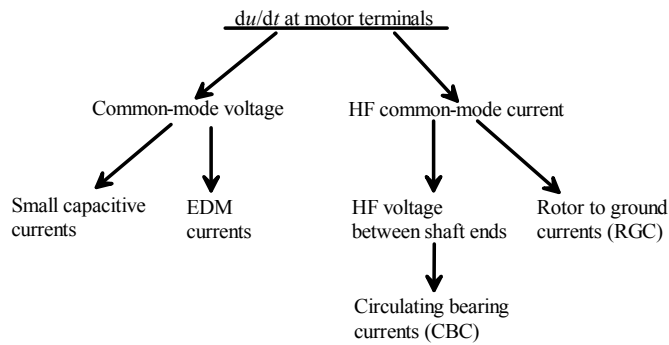 du/dt at motor terminals
Common-mode voltage
HF common-mode current
Small capacitive
currents
EDM
currents
HF voltage
between shaft ends
Rotor to ground
currents (RGC)
Circulating bearing
currents (CBC)